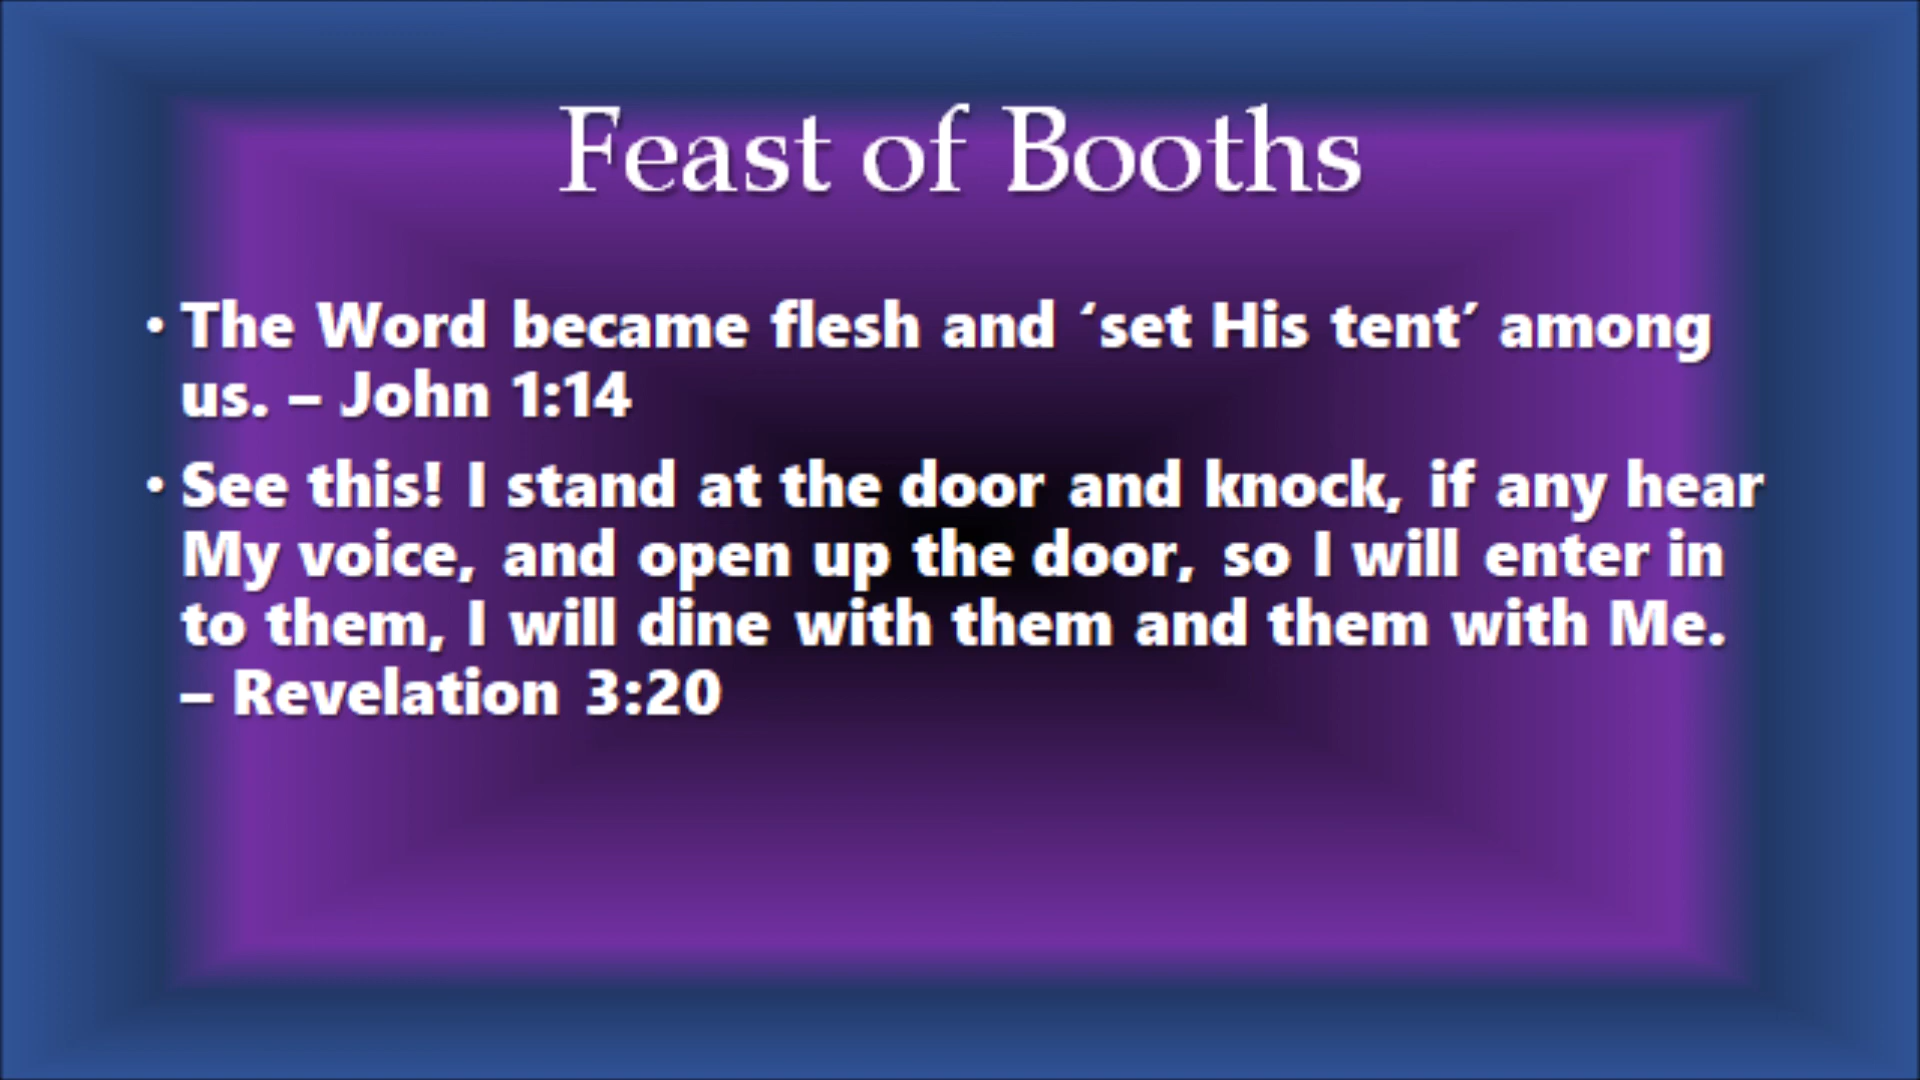 Feast of Booths
• The Word became flesh and ‘set His tent’ among
us. – John 1:14
• See this! I stand at the door and knock, if any hear
My voice, and open up the door, so I will enter in
to them, I will dine with them and them with Me.
– Revelation 3:20